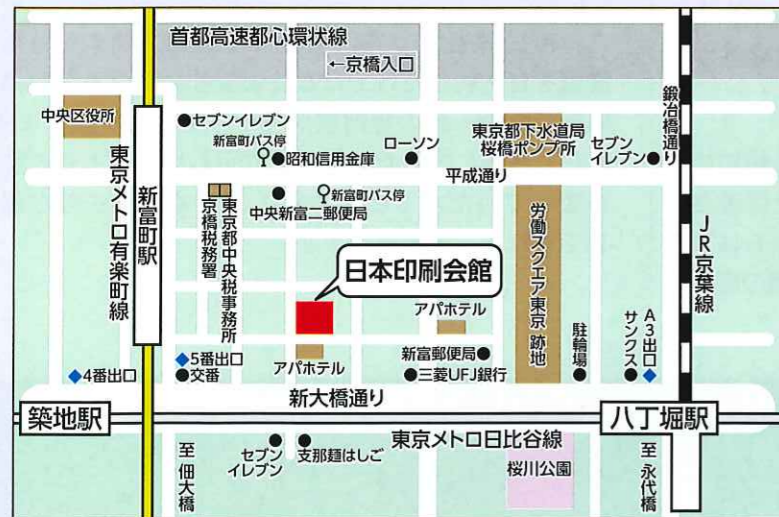 首都高速都心環状線
←京橋入口
中央区役所
セブンイレブン
新富町バス停
昭和信用金庫
ローソン
東京都下水道局
桜橋ポンプ所
セブン
イレブン
鍛冶橋通り
平成通り
東京メトロ有楽町線
新富町駅
新富町バス停
中央新富二郵便局
京橋税務署
東京都中央税事務所
労働スクエア東京 跡地
JR京葉線
日本印刷会館
アパホテル
新富郵便局
駐輪場
サンクス
A3出口
4番出口
5番出口
交番
アパホテル
三菱UFJ銀行
新大橋通り
築地駅
八丁堀駅
東京メトロ日比谷線
至 佃大橋
セブン
イレブン
支那麺はしご
桜川公園
至 永代橋